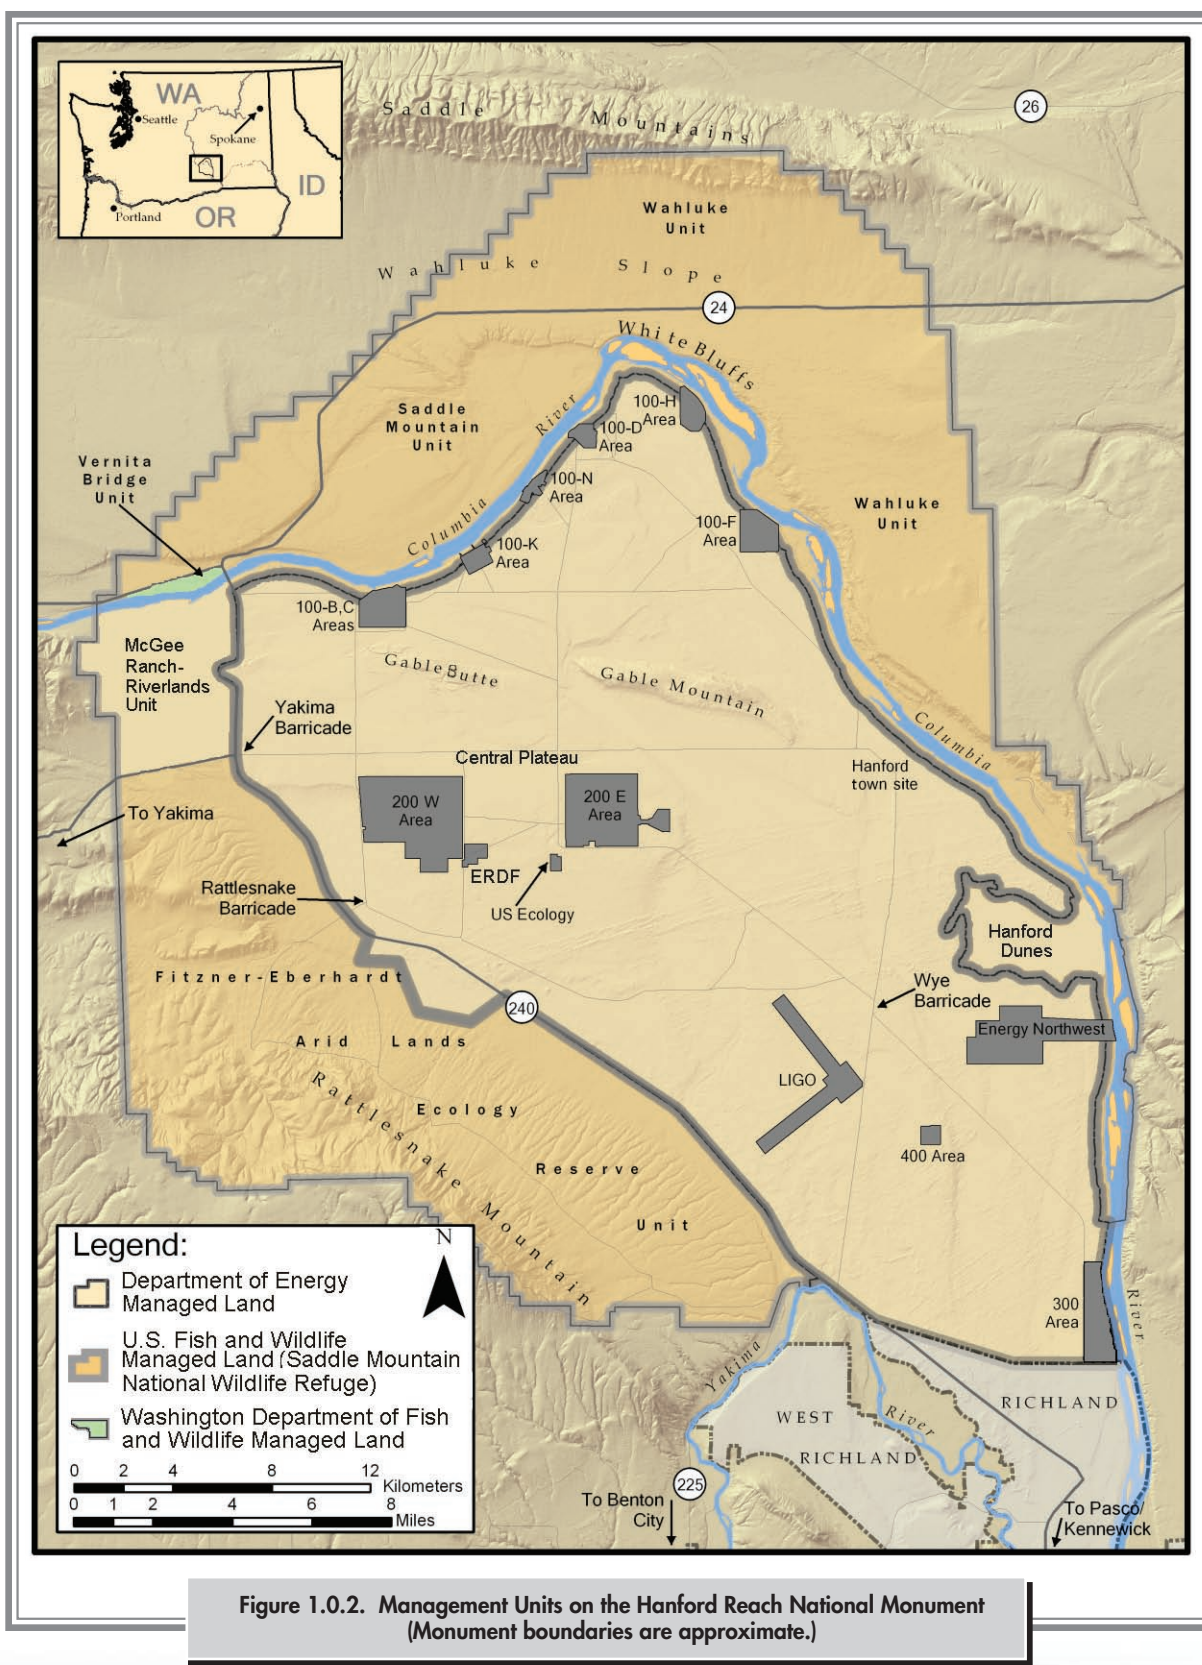 WA
Seattle
Spokane
ID
Portland
OR
Saddle Mountains
26
Wahluke
Unit
Wahluke Slope
24
White Bluffs
Saddle
Mountain
Unit
River
100-H
Area
100-D
Area
Vernita
Bridge
Unit
100-N
Area
Columbia
Wahluke
Unit
100-F
Area
100-K
Area
100-B,C
Areas
McGee
Ranch-
Riverlands
Unit
Gable Butte
Gable Mountain
Yakima
Barricade
Columbia
Central Plateau
Hanford
town site
200 W
Area
200 E
Area
To Yakima
ERDF
Rattlesnake
Barricade
US Ecology
Hanford
Dunes
Fitzner-Eberhardt
Wye
Barricade
240
Energy Northwest
Arid Lands
LIGO
Rattlesnake Mountain
Ecology
400 Area
Reserve
Unit
Legend:
N
Department of Energy
Managed Land
U.S. Fish and Wildlife
Managed Land (Saddle Mountain
National Wildlife Refuge)
Washington Department of Fish
and Wildlife Managed Land
0 2 4 8 12
Kilometers
0 1 2 4 6 8
Miles
300
Area
River
Yakima
River
RICHLAND
WEST
RICHLAND
225
To Benton
City
To Pasco/
Kennewick
Figure 1.0.2. Management Units on the Hanford Reach National Monument
(Monument boundaries are approximate.)